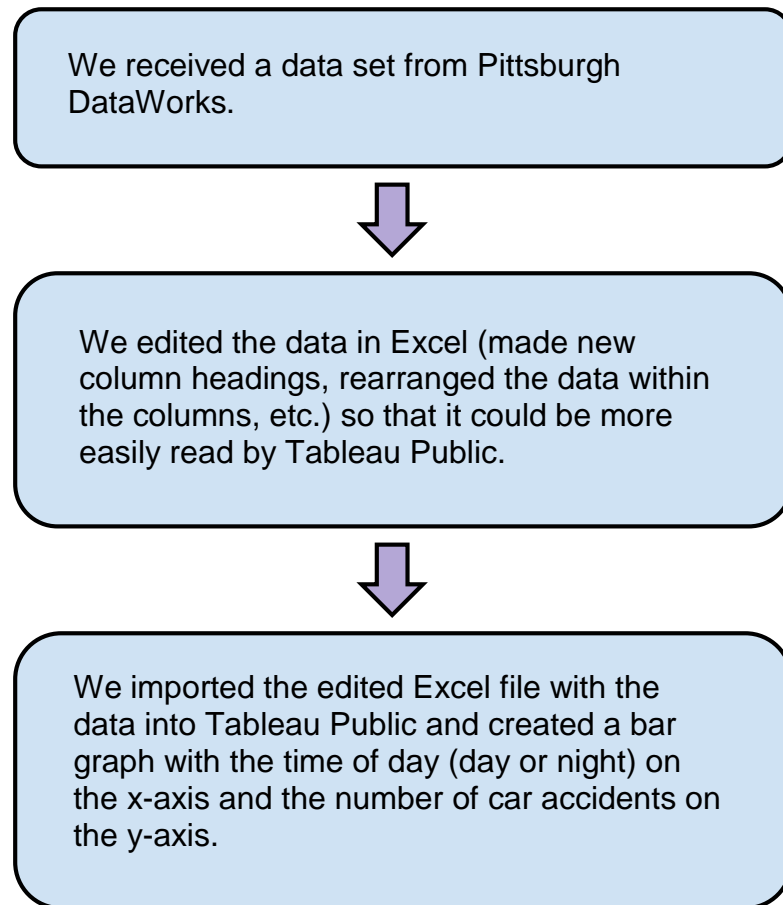 We received a data set from Pittsburgh
DataWorks.
We edited the data in Excel (made new
column headings, rearranged the data within
the columns, etc.) so that it could be more
easily read by Tableau Public.
We imported the edited Excel file with the
data into Tableau Public and created a bar
graph with the time of day (day or night) on
the x-axis and the number of car accidents on
the y-axis.